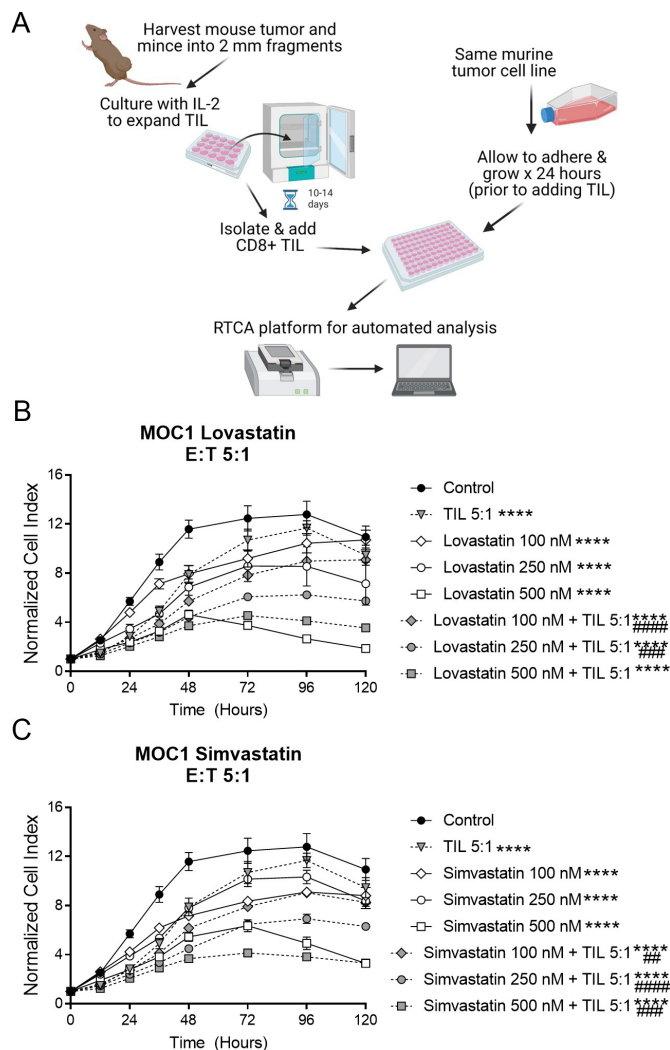 A
Harvest mouse tumor and
mince into 2 mm fragments
Culture with IL-2
to expand TIL
10-14
days
Isolate & add
CD8+ TIL
Same murine
tumor cell line
Allow to adhere &
grow x 24 hours
(prior to adding TIL)
RTCA platform for automated analysis
B
MOC1 Lovastatin
E:T 5:1
Normalized Cell Index
16
12
8
4
0
0 24 48 72 96 120
Time (Hours)
Control
TIL 5:1 ****
Lovastatin 100 nM ****
Lovastatin 250 nM ****
Lovastatin 500 nM ****
Lovastatin 100 nM + TIL 5:1 ****
####
Lovastatin 250 nM + TIL 5:1 ****
###
Lovastatin 500 nM + TIL 5:1 ****
C
MOC1 Simvastatin
E:T 5:1
Normalized Cell Index
16
12
8
4
0
0 24 48 72 96 120
Time (Hours)
Control
TIL 5:1 ****
Simvastatin 100 nM ****
Simvastatin 250 nM ****
Simvastatin 500 nM ****
Simvastatin 100 nM + TIL 5:1 ****
##
Simvastatin 250 nM + TIL 5:1 ****
####
Simvastatin 500 nM + TIL 5:1 ****
###